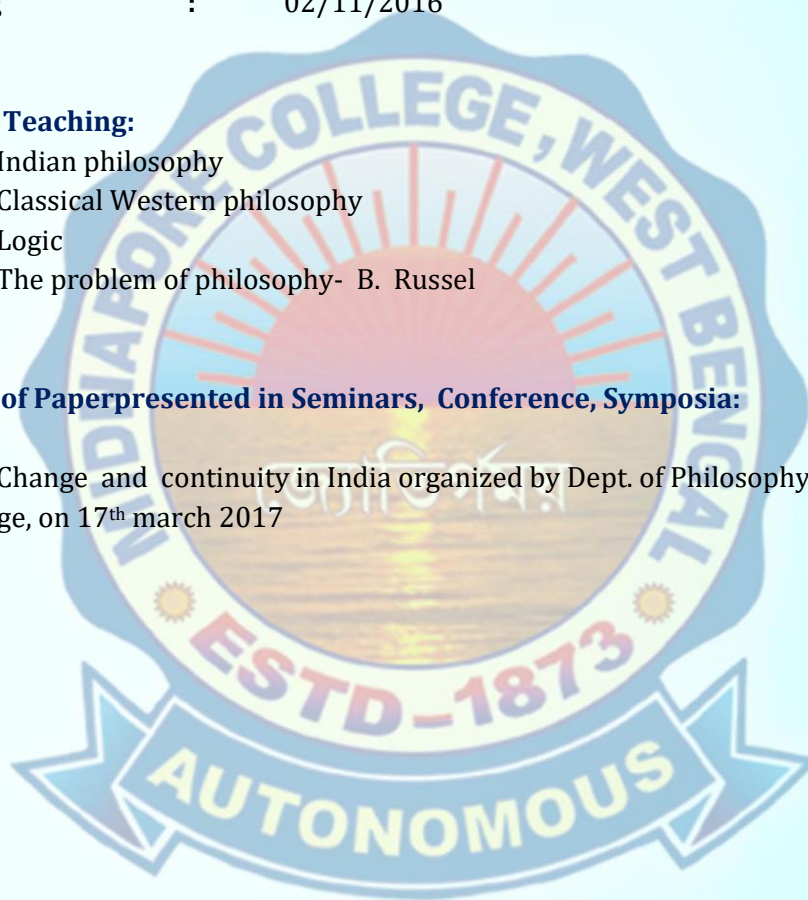 : 02/11/2016
Teaching:
Indian philosophy
Classical Western philosophy
Logic
The problem of philosophy- B. Russel
of Paperpresented in Seminars, Conference, Symposia:
Change and continuity in India organized by Dept. of Philosophy
ge, on 17th march 2017
MIDNAPORE COLLEGE, WEST BENGAL
ESTD-1873
AUTONOMOUS